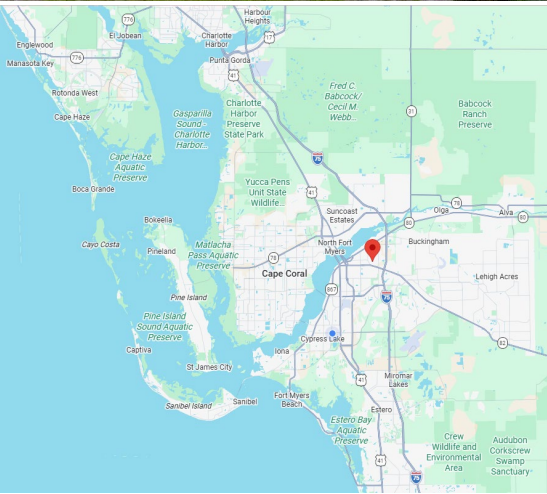 Harbour
Heights
776
Englewood
El Jobean
Charlotte
Harbor
17
776
Manasota Key
Punta Gorda
41
Rotonda West
Cape Haze
Gasparilla
Sound -
Charlotte
Harbor...
Charlotte
Harbor
Preserve
State Park
Fred C.
Babcock/
Cecil M.
Webb...
31
Babcock
Ranch
Preserve
Cape Haze
Aquatic
Preserve
75
Boca Grande
Yucca Pens
Unit State
Wildlife...
41
78
Suncoast
Estates
Olga
Alva
80
80
Bokeelia
Cayo Costa
Pineland
Matlacha
Pass Aquatic
Preserve
North Fort
Myers
Buckingham
78
Cape Coral
Lehigh Acres
867
75
Pine Island
Pine Island
Sound Aquatic
Preserve
Cypress Lake
82
Captiva
Iona
St James City
41
Miromar
Lakes
Sanibel Island
Sanibel
Fort Myers
Beach
Estero
Estero Bay
Aquatic
Preserve
Crew
Wildlife and
Environmental
Area
Audubon
Corkscrew
Swamp
Sanctuary
41
75